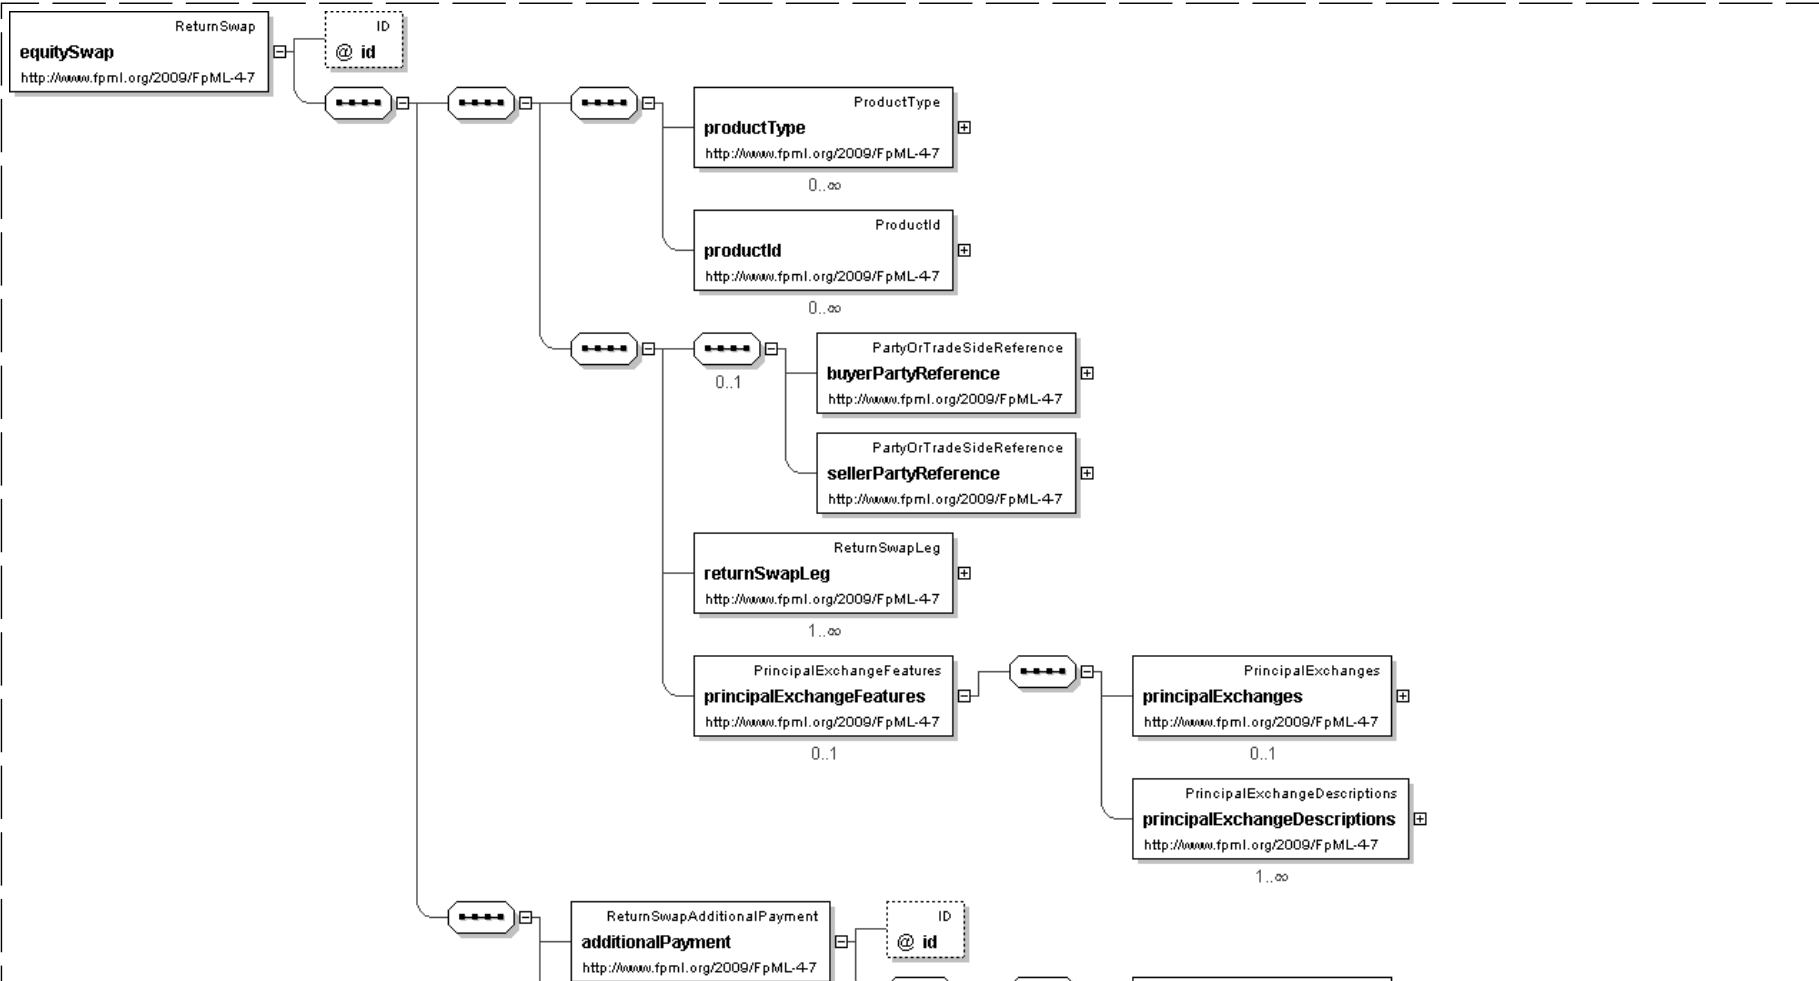 ReturnSwap
equitySwap
http://www.fpml.org/2009/FpML-4-7
ID
@ id
ProductType
productType
http://www.fpml.org/2009/FpML-4-7
0..∞
ProductId
productId
http://www.fpml.org/2009/FpML-4-7
0..∞
0..1
PartyOrTradeSideReference
buyerPartyReference
http://www.fpml.org/2009/FpML-4-7
PartyOrTradeSideReference
sellerPartyReference
http://www.fpml.org/2009/FpML-4-7
ReturnSwapLeg
returnSwapLeg
http://www.fpml.org/2009/FpML-4-7
1..∞
PrincipalExchangeFeatures
principalExchangeFeatures
http://www.fpml.org/2009/FpML-4-7
0..1
PrincipalExchanges
principalExchanges
http://www.fpml.org/2009/FpML-4-7
0..1
PrincipalExchangeDescriptions
principalExchangeDescriptions
http://www.fpml.org/2009/FpML-4-7
1..∞
ReturnSwapAdditionalPayment
additionalPayment
http://www.fpml.org/2009/FpML-4-7
ID
@ id